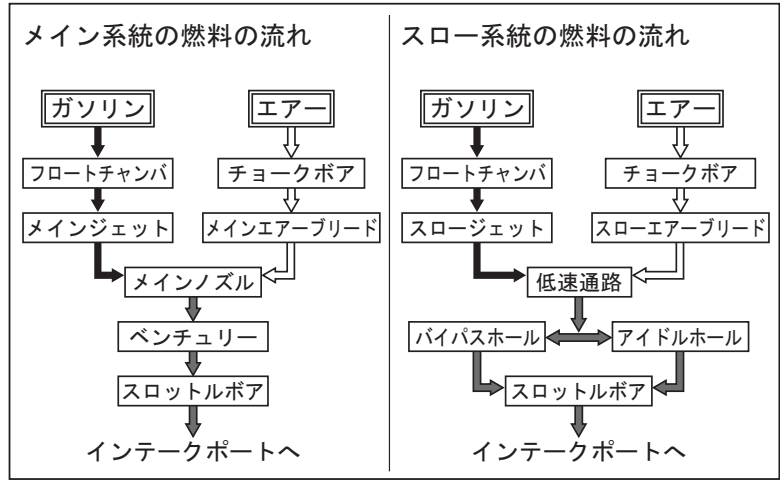 メイン系統の燃料の流れ
ガソリン
エアー
フロートチャンバ
チョークボア
メインジェット
メインエアーブリード
メインノズル
ベンチュリー
スロットルボア
インテークポートへ
スロー系統の燃料の流れ
ガソリン
エアー
フロートチャンバ
チョークボア
スロージェット
スローエアーブリード
低速通路
バイパスホール
アイドルホール
スロットルボア
インテークポートへ